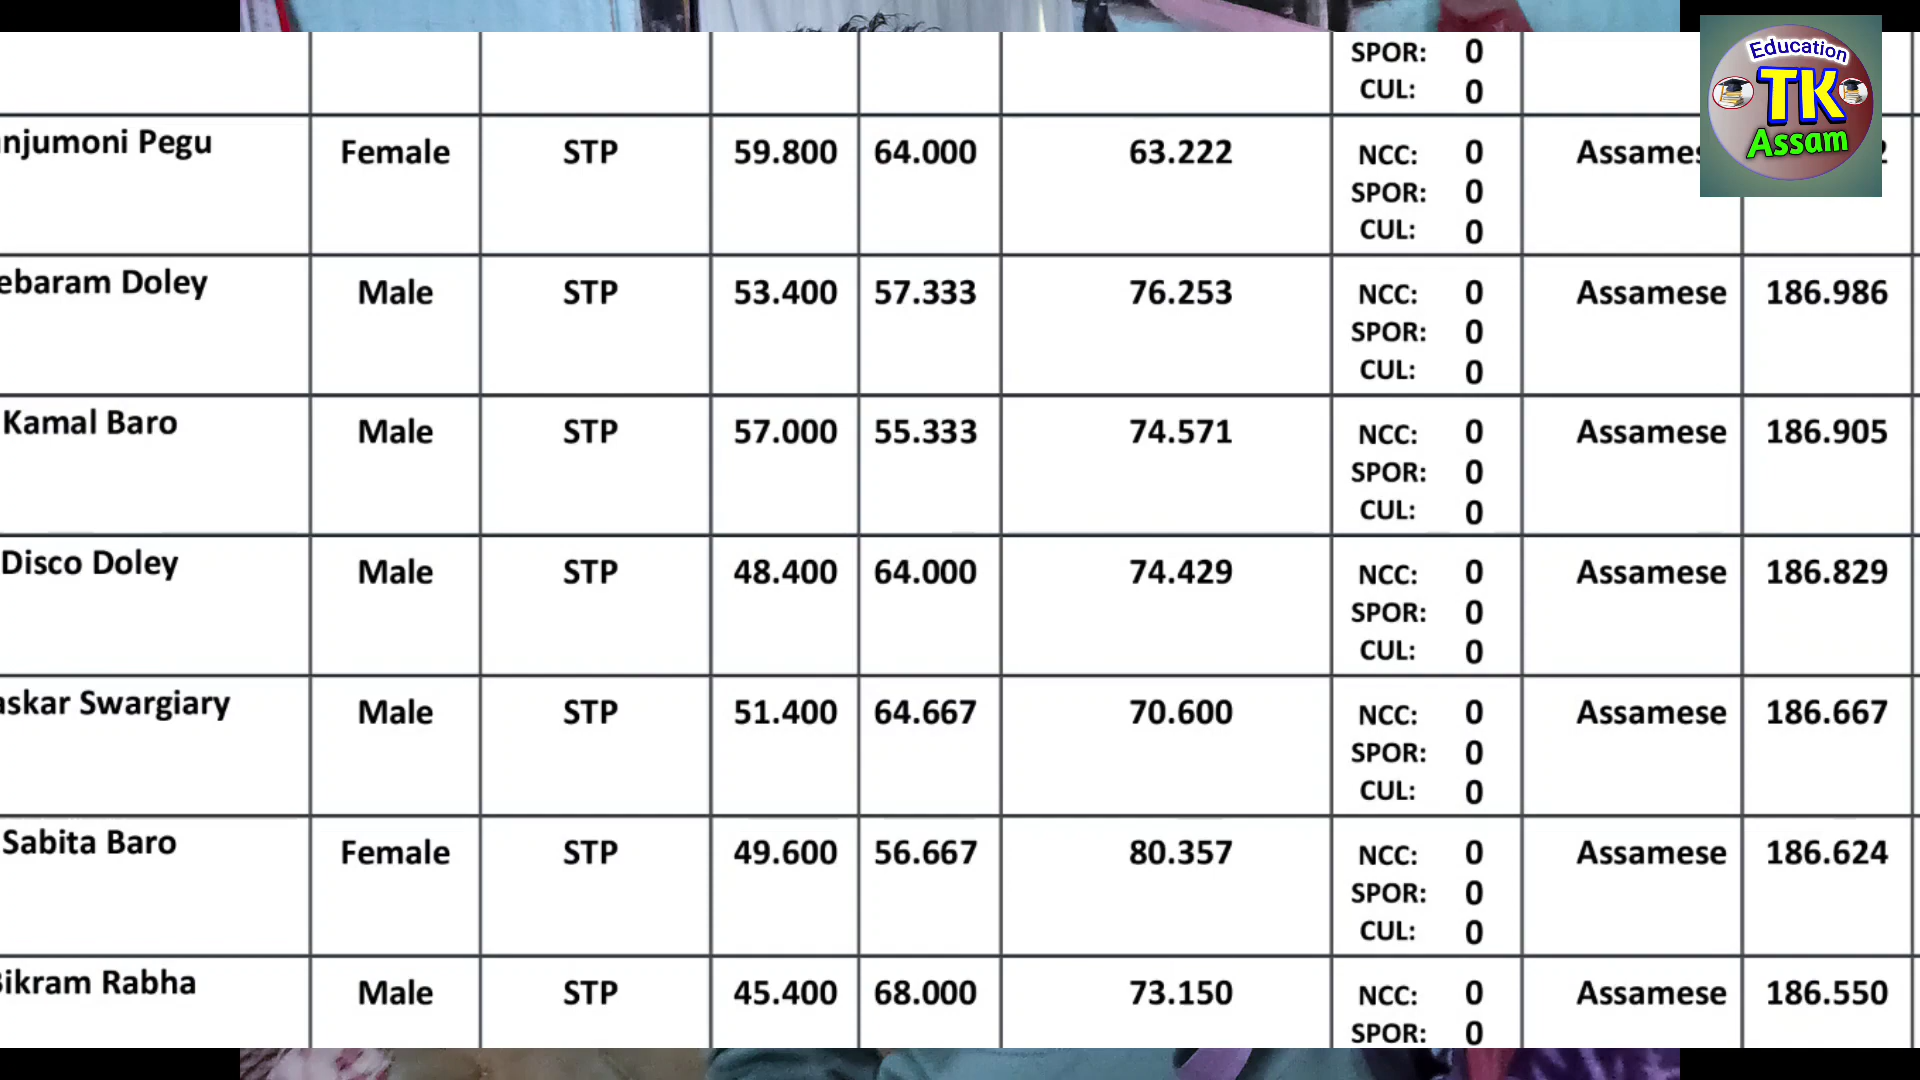 SPOR: 0
CUL: 0
Education
TK
Assam
njumoni Pegu Female STP 59.800 64.000 63.222 NCC: 0 Assames 2
SPOR: 0
CUL: 0
ebaram Doley Male STP 53.400 57.333 76.253 NCC: 0 Assamese 186.986
SPOR: 0
CUL: 0
Kamal Baro Male STP 57.000 55.333 74.571 NCC: 0 Assamese 186.905
SPOR: 0
CUL: 0
Disco Doley Male STP 48.400 64.000 74.429 NCC: 0 Assamese 186.829
SPOR: 0
CUL: 0
askar Swargiary Male STP 51.400 64.667 70.600 NCC: 0 Assamese 186.667
SPOR: 0
CUL: 0
Sabita Baro Female STP 49.600 56.667 80.357 NCC: 0 Assamese 186.624
SPOR: 0
CUL: 0
Bikram Rabha Male STP 45.400 68.000 73.150 NCC: 0 Assamese 186.550
SPOR: 0